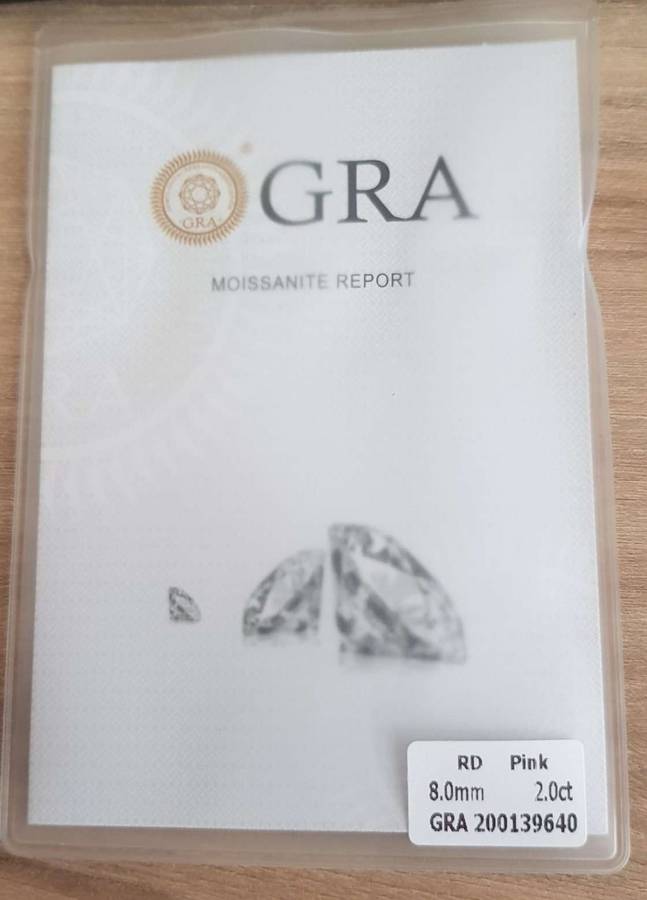 GRA
GRA
MOISSANITE REPORT
RD Pink
8.0mm 2.0ct
GRA 200139640